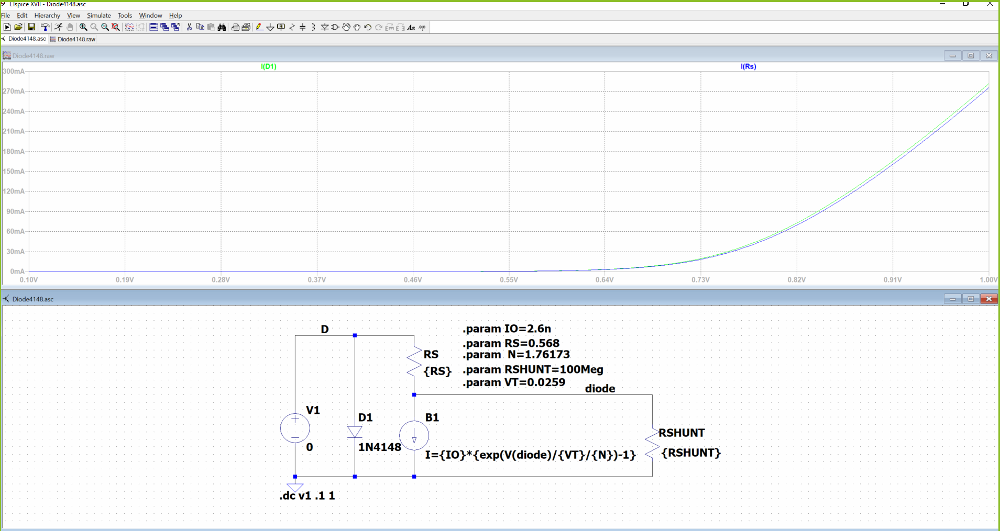 LTspice XVII - Diode4148.asc
File Edit Hierarchy View Simulate Tools Window Help
Aa .op
Diode4148.asc Diode4148.raw
Diode4148.raw
I(D1) I(Rs)
300mA
270mA
240mA
210mA
180mA
150mA
120mA
90mA
60mA
30mA
0mA
0.10V 0.19V 0.28V 0.37V 0.46V 0.55V 0.64V 0.73V 0.82V 0.91V 1.00V
Diode4148.asc
D
.param IO=2.6n
.param RS=0.568
.param N=1.76173
.param RSHUNT=100Meg
.param VT=0.0259
RS
{RS}
diode
V1
0
D1
1N4148
B1
I={IO}*{exp(V(diode)/{VT}/{N})-1}
RSHUNT
{RSHUNT}
.dc v1 .1 1